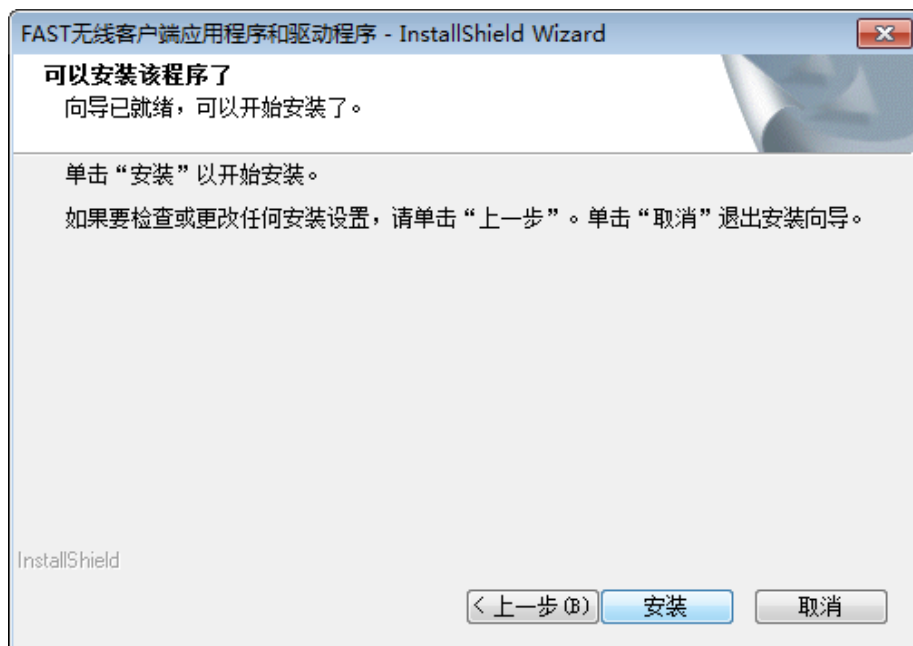 FAST无线客户端应用程序和驱动程序 - InstallShield Wizard
可以安装该程序了
向导已就绪，可以开始安装了。
单击“安装”以开始安装。
如果要检查或更改任何安装设置，请单击“上一步”。单击“取消”退出安装向导。
InstallShield
< 上一步(B) 安装 取消